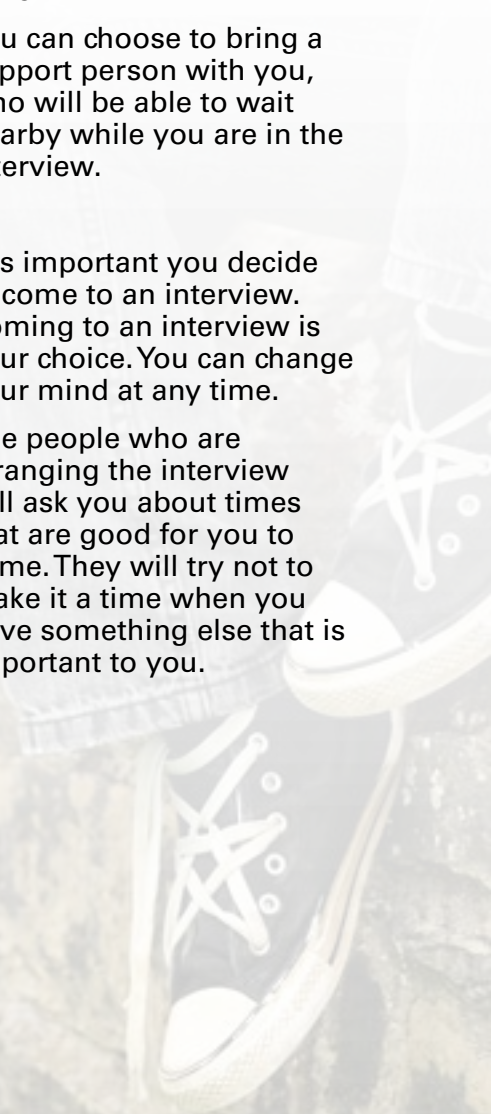 u can choose to bring a
pport person with you,
ho will be able to wait
arby while you are in the
terview.
s important you decide
come to an interview.
oming to an interview is
ur choice. You can change
ur mind at any time.
e people who are
ranging the interview
ll ask you about times
at are good for you to
me. They will try not to
ake it a time when you
ve something else that is
portant to you.